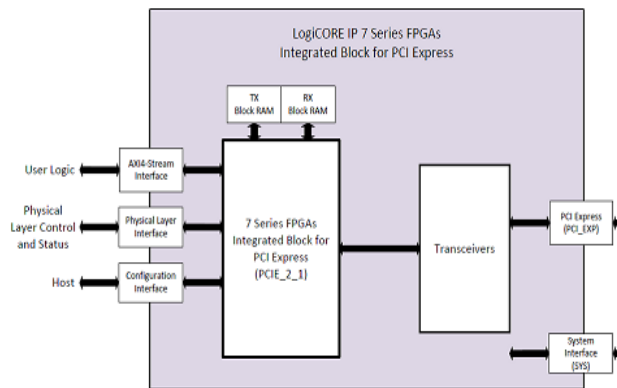 LogiCORE IP 7 Series FPGAs
Integrated Block for PCI Express
TX
Block RAM
RX
Block RAM
User Logic
AXI4-Stream
Interface
Physical
Layer Control
and Status
Physical Layer
Interface
Host
Configuration
Interface
7 Series FPGAs
Integrated Block for
PCI Express
(PCIE_2_1)
Transceivers
PCI Express
(PCI_EXP)
System
Interface
(SYS)